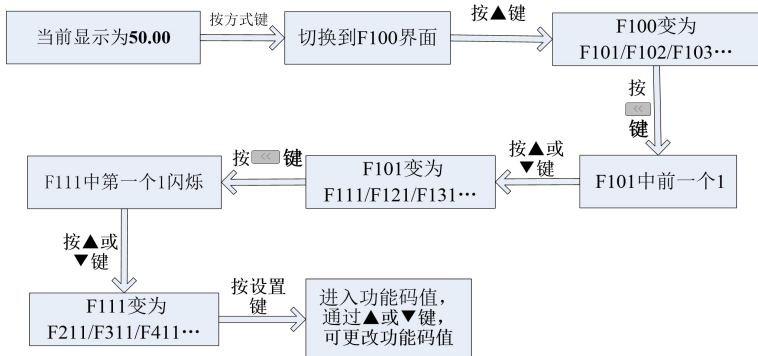 当前显示为50.00
按方式键
切换到F100界面
按▲键
F100变为
F101/F102/F103…
按
<<
键
F101中前一个1
按▲或
▼键
F101变为
F111/F121/F131…
按<<键
F111中第一个1闪烁
按▲或
▼键
F111变为
F211/F311/F411…
按设置
键
进入功能码值，
通过▲或▼键，
可更改功能码值